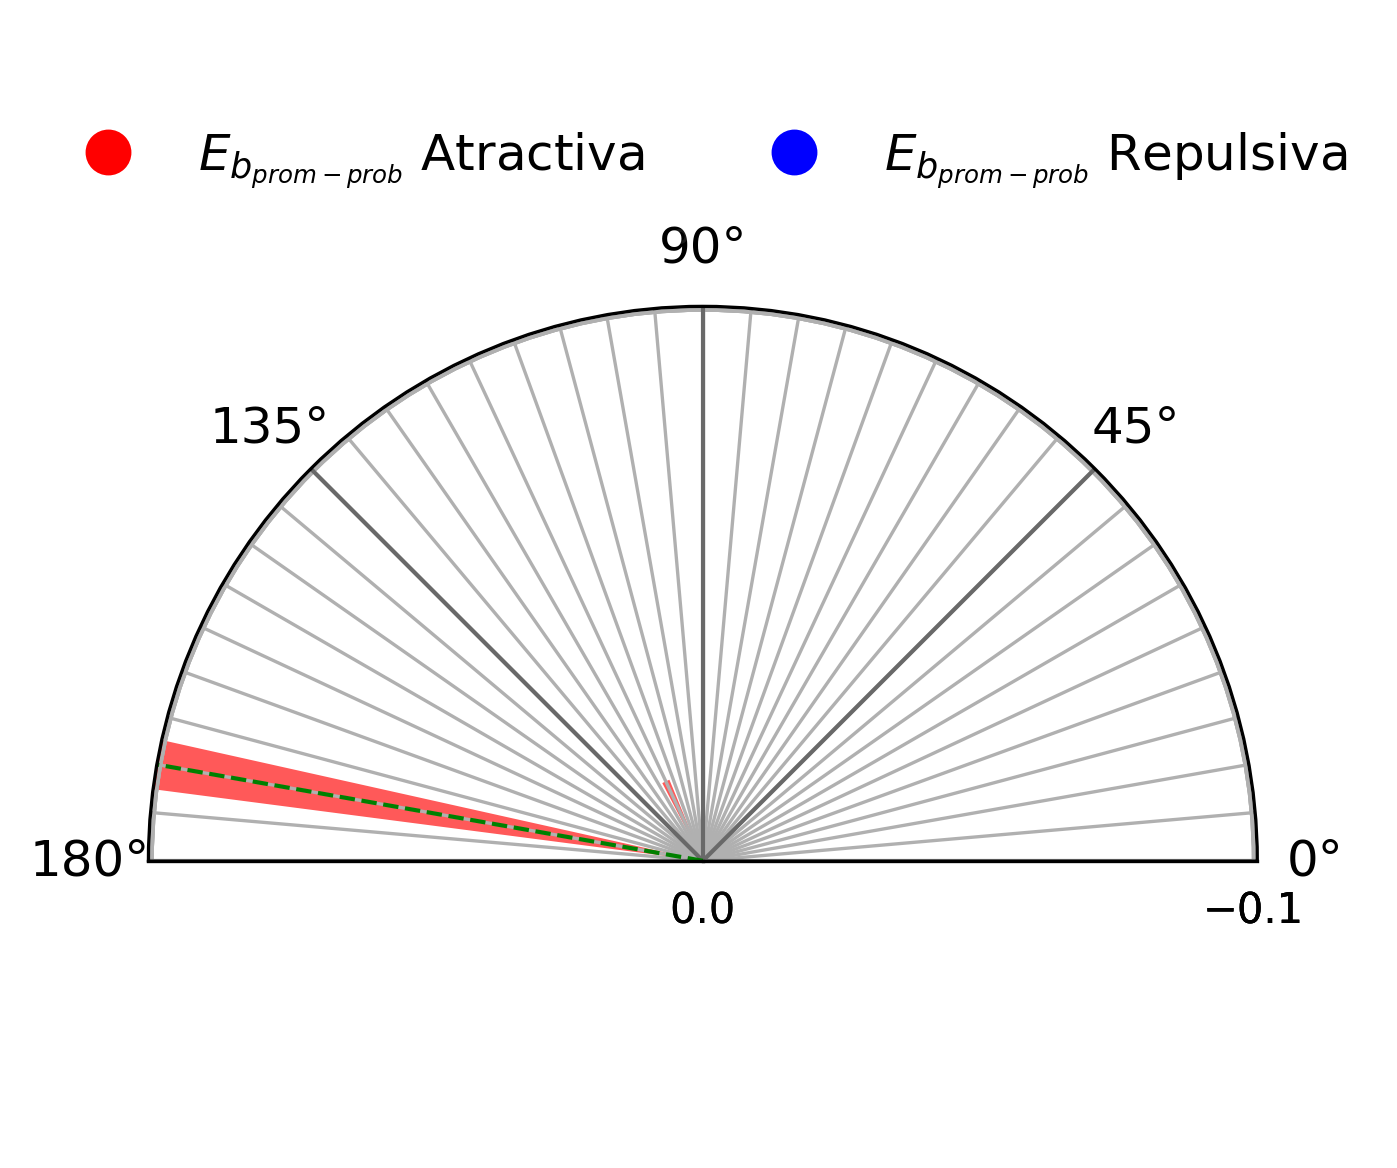 E_{b_{prom-prob}} Atractiva E_{b_{prom-prob}} Repulsiva
90°
135° 45°
180° 0°
0.0 −0.1